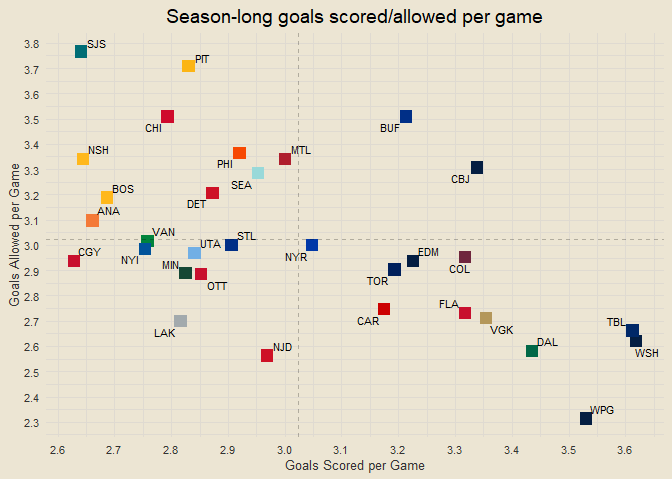 Season-long goals scored/allowed per game
Goals Allowed per Game
3.8
3.7
3.6
3.5
3.4
3.3
3.2
3.1
3.0
2.9
2.8
2.7
2.6
2.5
2.4
2.3
SJS
PIT
CHI
BUF
NSH
PHI
MTL
CBJ
SEA
BOS
DET
ANA
VAN
UTA
STL
NYR
EDM
CGY
NYI
MIN
OTT
TOR
COL
LAK
CAR
FLA
VGK
TBL
NJD
DAL
WSH
WPG
2.6
2.7
2.8
2.9
3.0
3.1
3.2
3.3
3.4
3.5
3.6
Goals Scored per Game